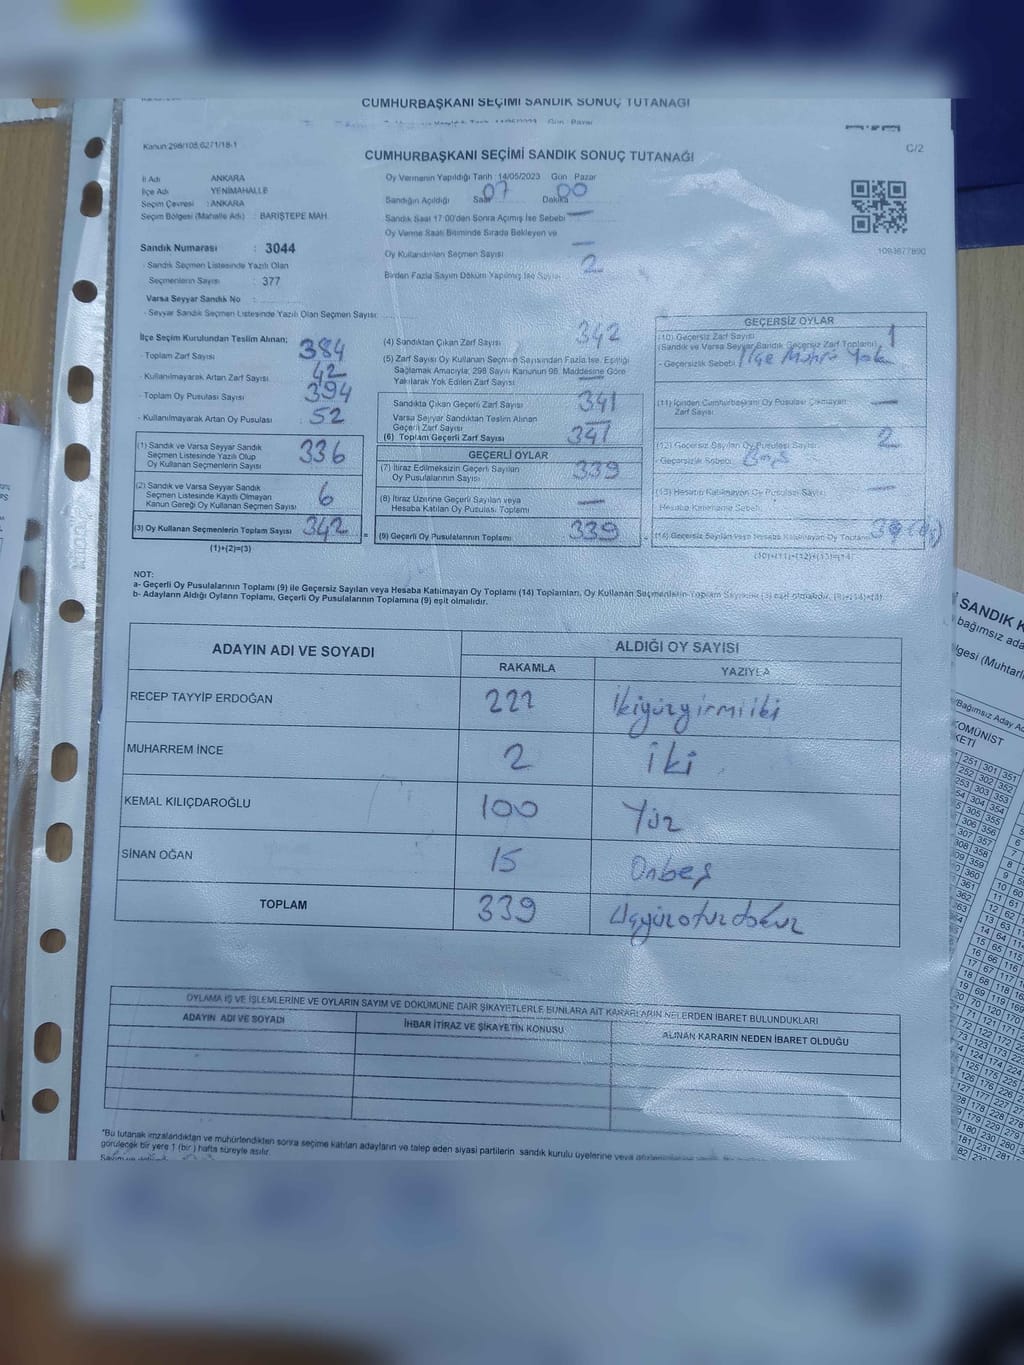 CUMHURBAŞKANI SEÇİMİ SANDIK SONUÇ TUTANAĞI
Kanun 298/105,6271/18-1
CUMHURBAŞKANI SEÇİMİ SANDIK SONUÇ TUTANAĞI
C/2
İl Adı ANKARA
İlçe Adı YENİMAHALLE
Seçim Çevresi : ANKARA
Seçim Bölgesi (Mahalle Adı) : BARIŞTEPE MAH.
Oy Vermenin Yapıldığı Tarih 14/05/2023 Gün Pazar
Sandığın Açıldığı Saat 07 Dakika 00
Sandık Saat 17:00'den Sonra Açılmış İse Sebebi —
Oy Verme Saati Bitiminde Sırada Bekleyen ve
Oy Kullandırılan Seçmen Sayısı —
Birden Fazla Sayım Döküm Yapılmış İse Sayısı 2
Sandık Numarası : 3044
- Sandık Seçmen Listesinde Yazılı Olan
Seçmenlerin Sayısı : 377
Varsa Seyyar Sandık No :
- Seyyar Sandık Seçmen Listesinde Yazılı Olan Seçmen Sayısı:
İlçe Seçim Kurulundan Teslim Alınan;
- Toplam Zarf Sayısı 384
- Kullanılmayarak Artan Zarf Sayısı 42
- Toplam Oy Pusulası Sayısı 394
- Kullanılmayarak Artan Oy Pusulası 52
(1) Sandık ve Varsa Seyyar Sandık
Seçmen Listesinde Yazılı Olup
Oy Kullanan Seçmenlerin Sayısı 336
(2) Sandık ve Varsa Seyyar Sandık
Seçmen Listesinde Kayıtlı Olmayan
Kanun Gereği Oy Kullanan Seçmen Sayısı 6
(3) Oy Kullanan Seçmenlerin Toplam Sayısı 342
(1)+(2)=(3)
(4) Sandıktan Çıkan Zarf Sayısı 342
(5) Zarf Sayısı Oy Kullanan Seçmen Sayısından Fazla İse, Eşitliği
Sağlamak Amacıyla; 298 Sayılı Kanunun 98. Maddesine Göre
Yakılarak Yok Edilen Zarf Sayısı —
Sandıkta Çıkan Geçerli Zarf Sayısı 341
Varsa Seyyar Sandıktan Teslim Alınan
Geçerli Zarf Sayısı —
(6) Toplam Geçerli Zarf Sayısı 341
GEÇERLİ OYLAR
(7) İtiraz Edilmeksizin Geçerli Sayılan
Oy Pusulalarının Sayısı 339
(8) İtiraz Üzerine Geçerli Sayılan veya
Hesaba Katılan Oy Pusulası Toplamı —
(9) Geçerli Oy Pusulalarının Toplamı 339
GEÇERSİZ OYLAR
(10) Geçersiz Zarf Sayısı 1
(Sandık ve Varsa Seyyar Sandık Geçersiz Zarf Toplamı)
- Geçersizlik Sebebi İlçe Mührü Yok
(11) İçinden Cumhurbaşkanı Oy Pusulası Çıkmayan
Zarf Sayısı —
(12) Geçersiz Sayılan Oy Pusulası Sayısı 2
- Geçersizlik Sebebi Boş
(13) Hesaba Katılmayan Oy Pusulası Sayısı —
Hesaba Katılmama Sebebi
(14) Geçersiz Sayılan veya Hesaba Katılmayan Oy Toplamı
(10)+(11)+(12)+(13)=(14)
NOT:
a- Geçerli Oy Pusulalarının Toplamı (9) ile Geçersiz Sayılan veya Hesaba Katılmayan Oy Toplamı (14) Toplamları, Oy Kullanan Seçmenlerin Toplam Sayısına (3) eşit olmalıdır. (9)+(14)=(3)
b- Adayların Aldığı Oyların Toplamı, Geçerli Oy Pusulalarının Toplamına (9) eşit olmalıdır.
ADAYIN ADI VE SOYADI ALDIĞI OY SAYISI
RAKAMLA YAZIYLA
RECEP TAYYİP ERDOĞAN 222 İkiyüzyirmiiki
MUHARREM İNCE 2 iki
KEMAL KILIÇDAROĞLU 100 Yüz
SİNAN OĞAN 15 Onbeş
TOPLAM 339 Üçyüzotuzdokuz
OYLAMA İŞ VE İŞLEMLERİNE VE OYLARIN SAYIM VE DÖKÜMÜNE DAİR ŞİKAYETLERLE BUNLARA AİT KARARLARIN NELERDEN İBARET BULUNDUKLARI
ADAYIN ADI VE SOYADI İHBAR İTİRAZ VE ŞİKAYETİN KONUSU ALINAN KARARIN NEDEN İBARET OLDUĞU
*Bu tutanak imzalandıktan ve mühürlendikten sonra seçime katılan adayların ve talep eden siyasi partilerin sandık kurulu üyelerine veya
görülecek bir yere 1 (bir) hafta süreyle asılır.
SANDIK
bağımsız ada
(Muhtarlı
KOMÜNİST